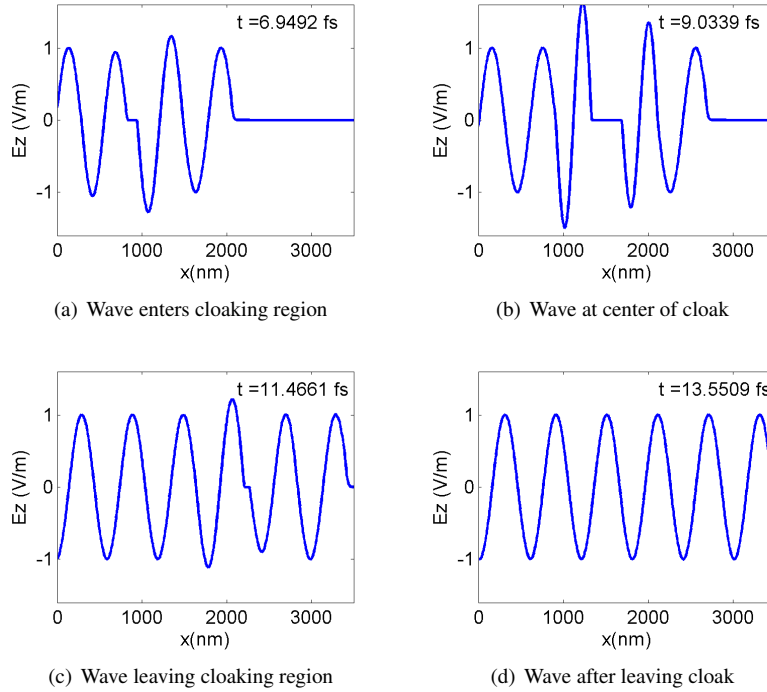 t =6.9492 fs
1
0
-1
Ez (V/m)
0 1000 2000 3000
x(nm)
(a) Wave enters cloaking region
t =9.0339 fs
1
0
-1
Ez (V/m)
0 1000 2000 3000
x(nm)
(b) Wave at center of cloak
t =11.4661 fs
1
0
-1
Ez (V/m)
0 1000 2000 3000
x(nm)
(c) Wave leaving cloaking region
t =13.5509 fs
1
0
-1
Ez (V/m)
0 1000 2000 3000
x(nm)
(d) Wave after leaving cloak